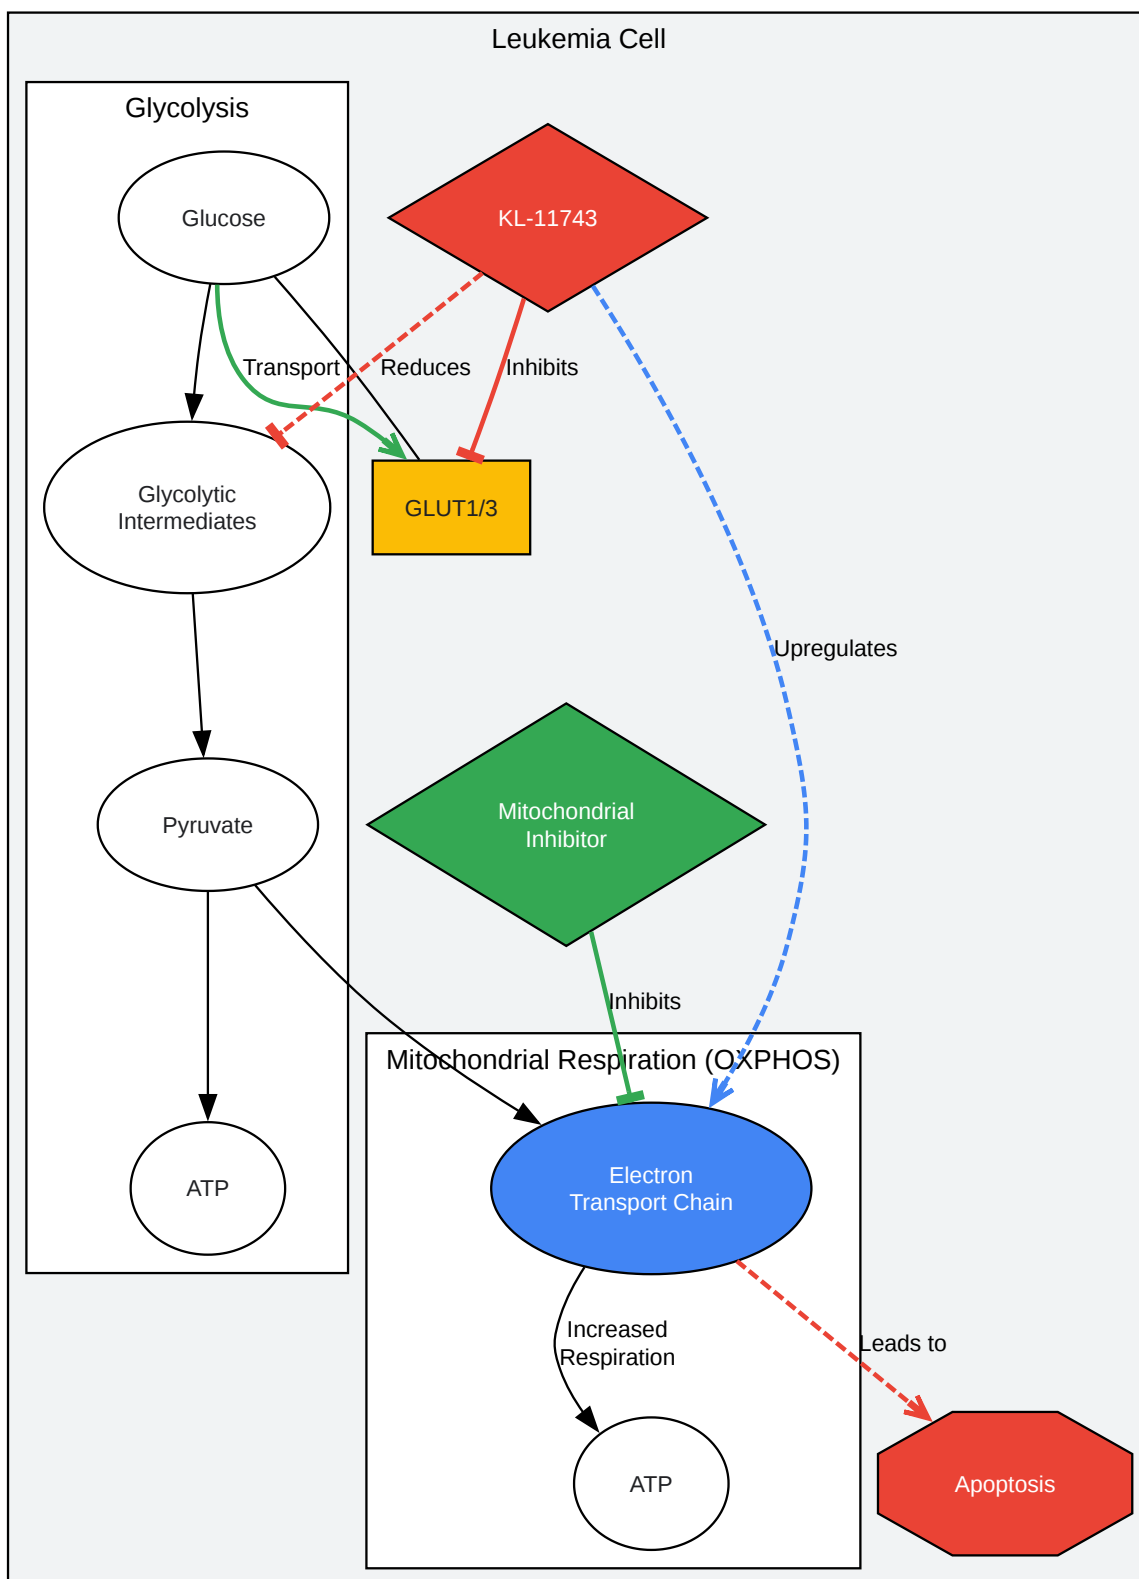 Leukemia Cell
Glycolysis
Glucose
KL-11743
Transport
Reduces
Inhibits
Glycolytic
Intermediates
GLUT1/3
Upregulates
Mitochondrial
Inhibitor
Pyruvate
Inhibits
Mitochondrial Respiration (OXPHOS)
Electron
Transport Chain
ATP
Increased
Respiration
Leads to
ATP
Apoptosis